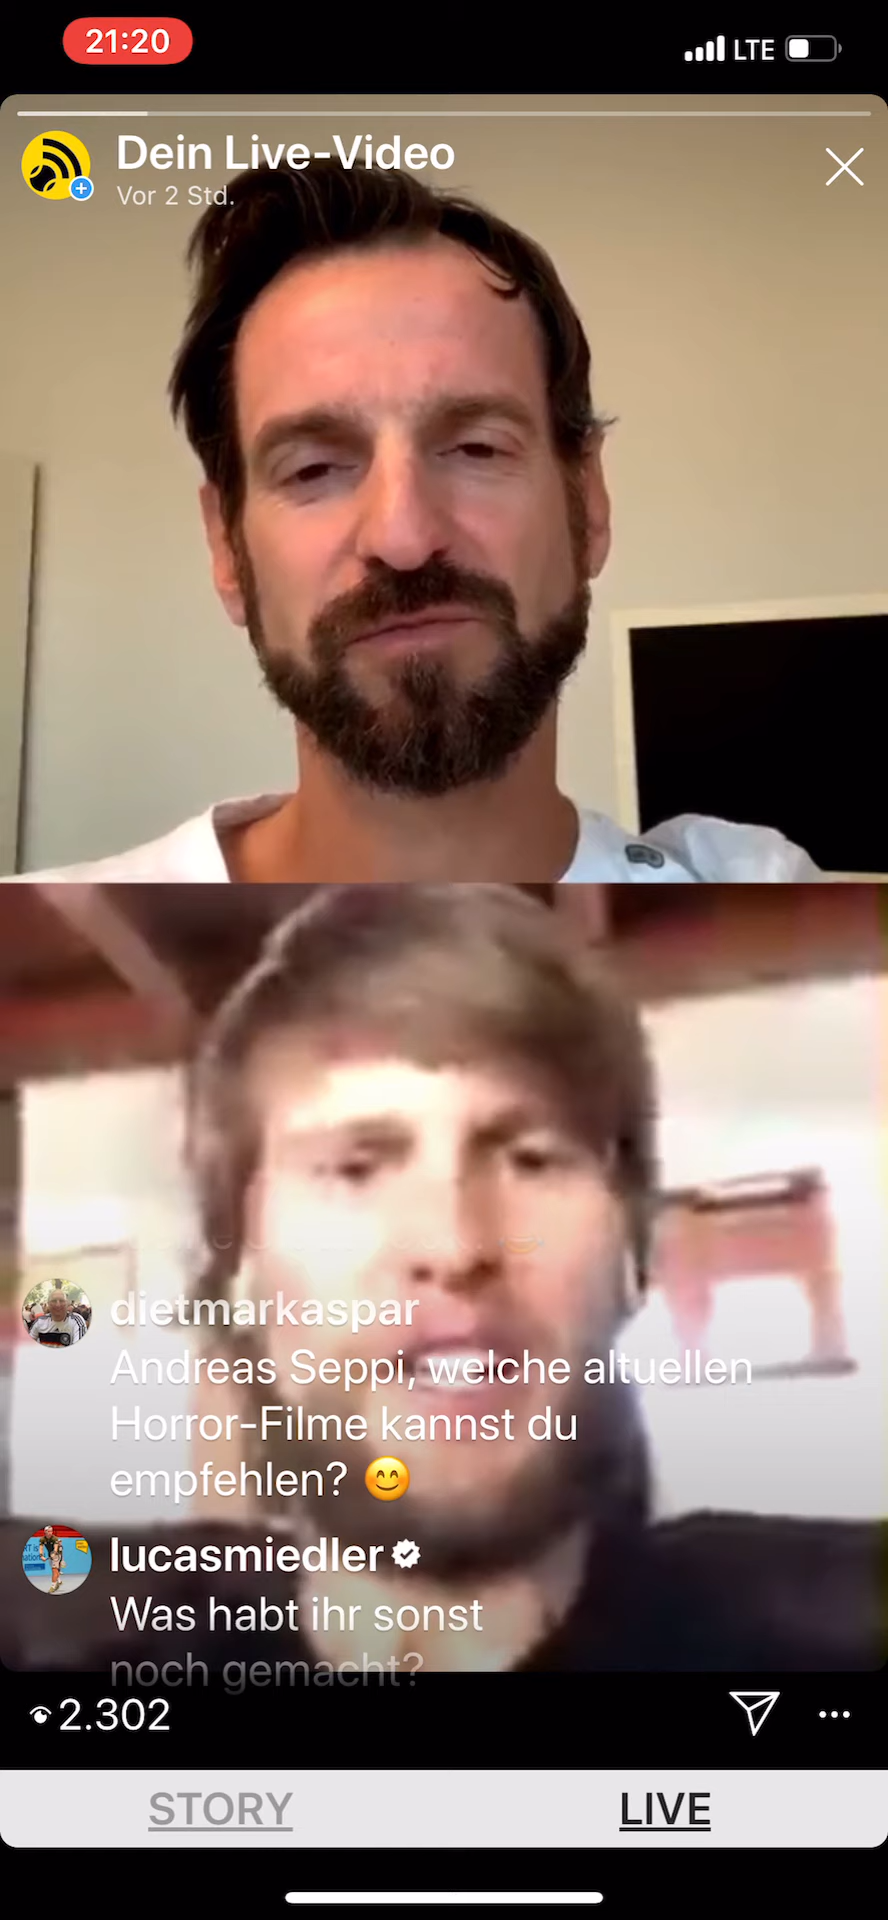 21:20
LTE
Dein Live-Video
Vor 2 Std.
dietmarkaspar
Andreas Seppi, welche altuellen
Horror-Filme kannst du
empfehlen? 😊
lucasmiedler
Was habt ihr sonst
noch gemacht?
2.302
STORY
LIVE